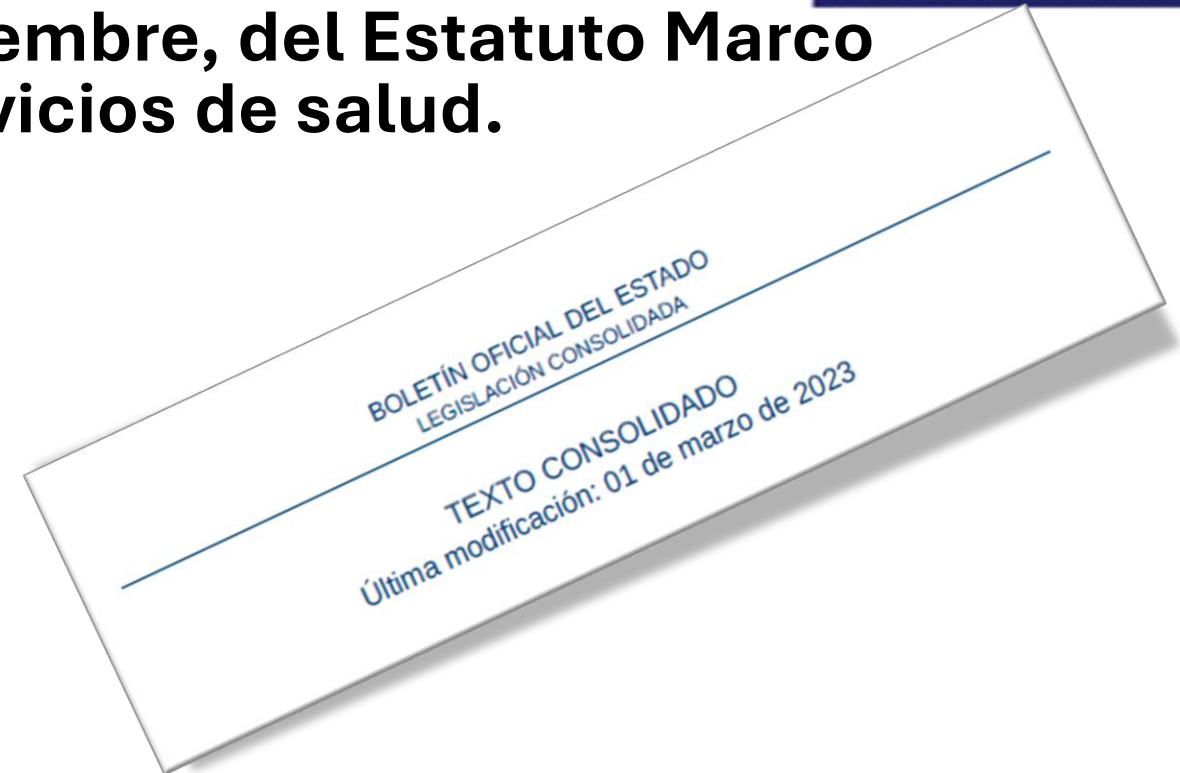 embre, del Estatuto Marco
vicios de salud.
BOLETÍN OFICIAL DEL ESTADO
LEGISLACIÓN CONSOLIDADA
TEXTO CONSOLIDADO
Última modificación: 01 de marzo de 2023